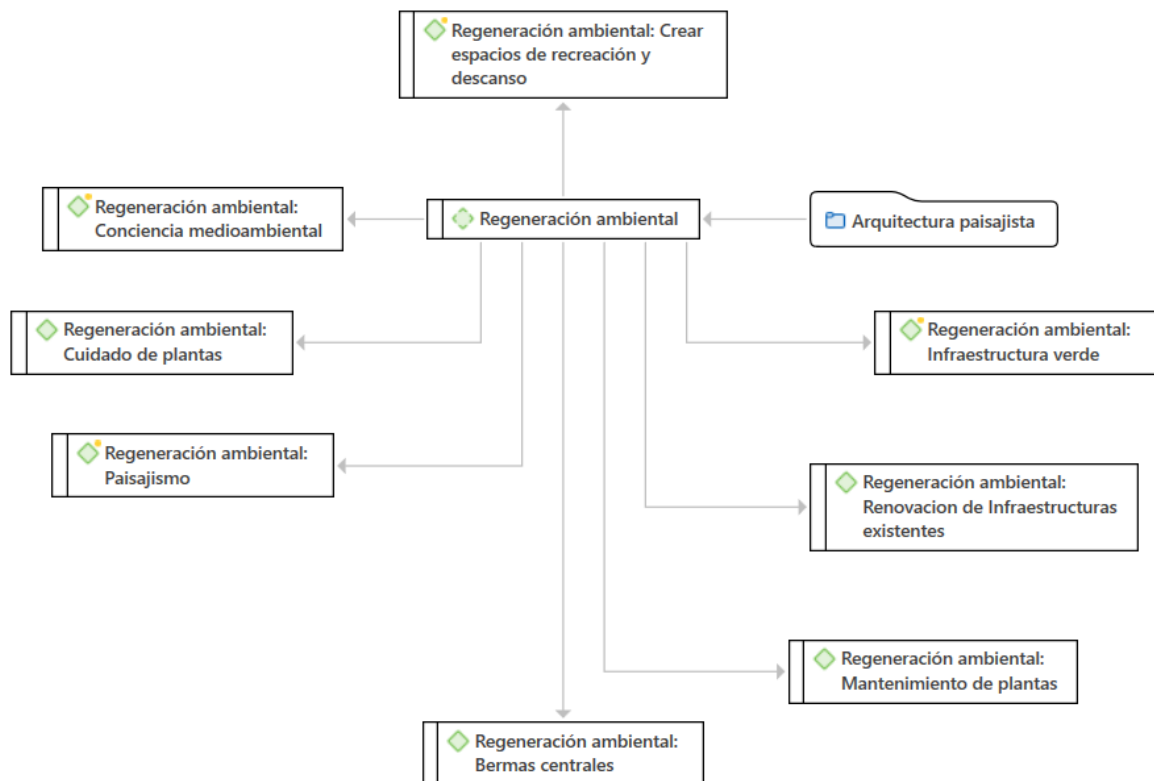 Regeneración ambiental: Crear
espacios de recreación y
descanso
Regeneración ambiental:
Conciencia medioambiental
Regeneración ambiental
Arquitectura paisajista
Regeneración ambiental:
Cuidado de plantas
Regeneración ambiental:
Infraestructura verde
Regeneración ambiental:
Paisajismo
Regeneración ambiental:
Renovacion de Infraestructuras
existentes
Regeneración ambiental:
Mantenimiento de plantas
Regeneración ambiental:
Bermas centrales